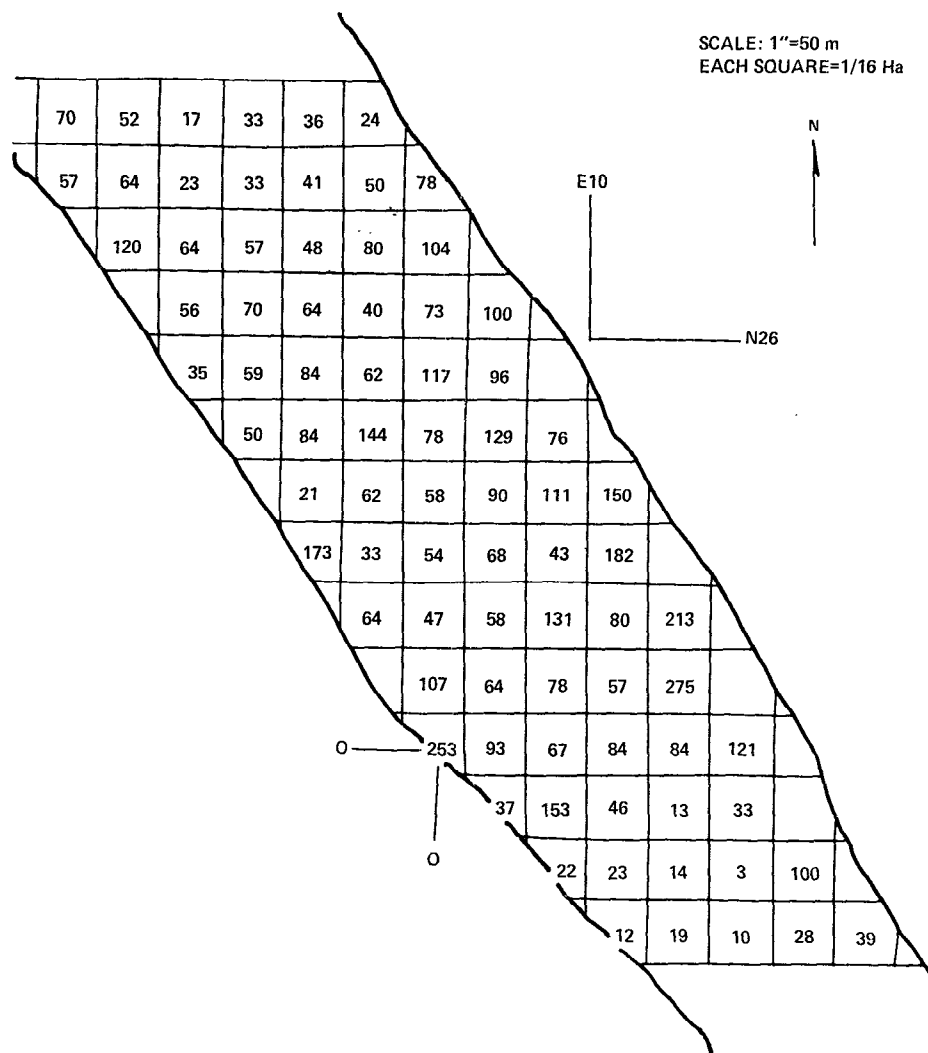 SCALE: 1"=50 m
EACH SQUARE=1/16 Ha
70 52 17 33 36 24
N
57 64 23 33 41 50 78
E10
120 64 57 48 80 104
56 70 64 40 73 100
N26
35 59 84 62 117 96
50 84 144 78 129 76
21 62 58 90 111 150
173 33 54 68 43 182
64 47 58 131 80 213
107 64 78 57 275
O 253 93 67 84 84 121
37 153 46 13 33
O
22 23 14 3 100
12 19 10 28 39